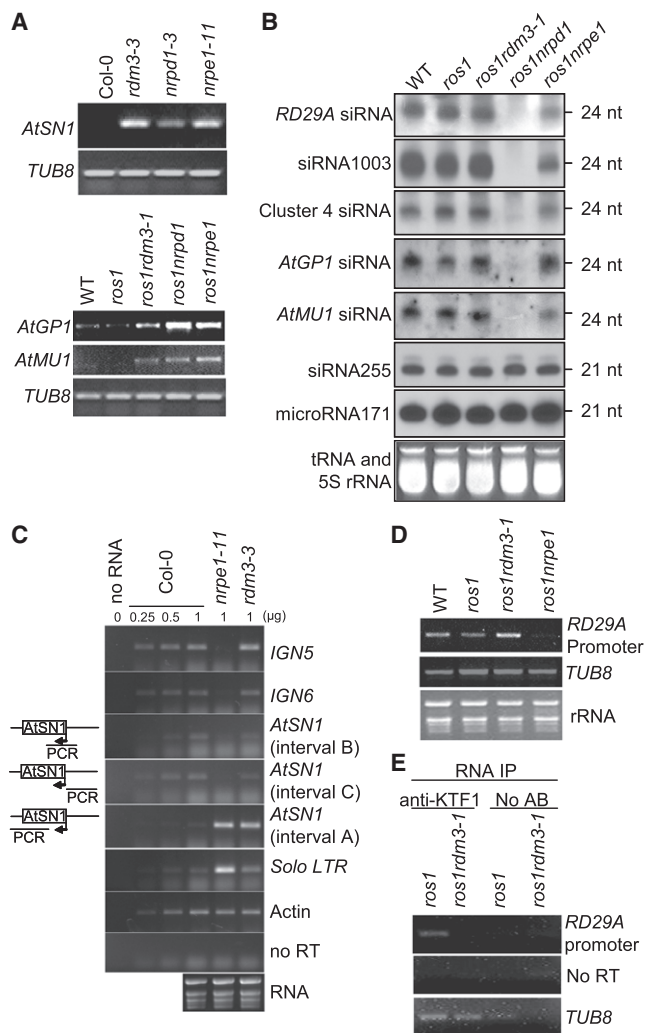 A
Col-0
rdm3-3
nrpd1-3
nrpe1-11
AtSN1
TUB8
WT
ros1
ros1rdm3-1
ros1nrpd1
ros1nrpe1
AtGP1
AtMU1
TUB8
B
WT
ros1
ros1rdm3-1
ros1nrpd1
ros1nrpe1
RD29A siRNA
24 nt
siRNA1003
24 nt
Cluster 4 siRNA
24 nt
AtGP1 siRNA
24 nt
AtMU1 siRNA
24 nt
siRNA255
21 nt
microRNA171
21 nt
tRNA and
5S rRNA
C
no RNA
Col-0
nrpe1-11
rdm3-3
0 0.25 0.5 1 1 1 (µg)
IGN5
IGN6
AtSN1
PCR
AtSN1
(interval B)
AtSN1
PCR
AtSN1
(interval C)
AtSN1
PCR
AtSN1
(interval A)
Solo LTR
Actin
no RT
RNA
D
WT
ros1
ros1rdm3-1
ros1nrpe1
RD29A
Promoter
TUB8
rRNA
E
RNA IP
anti-KTF1 No AB
ros1
ros1rdm3-1
ros1
ros1rdm3-1
RD29A
promoter
No RT
TUB8